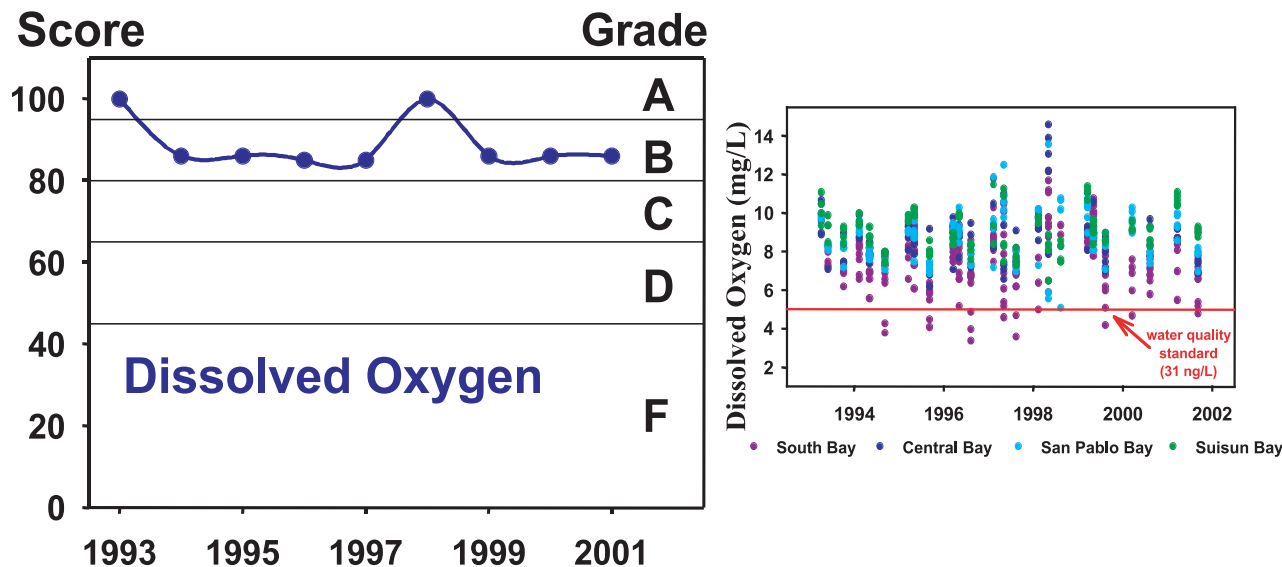 Score
Grade
100
80
60
40
20
0
A
B
C
D
F
Dissolved Oxygen
1993
1995
1997
1999
2001
Dissolved Oxygen (mg/L)
14
12
10
8
6
4
2
water quality
standard
(31 ng/L)
1994
1996
1998
2000
2002
South Bay
Central Bay
San Pablo Bay
Suisun Bay